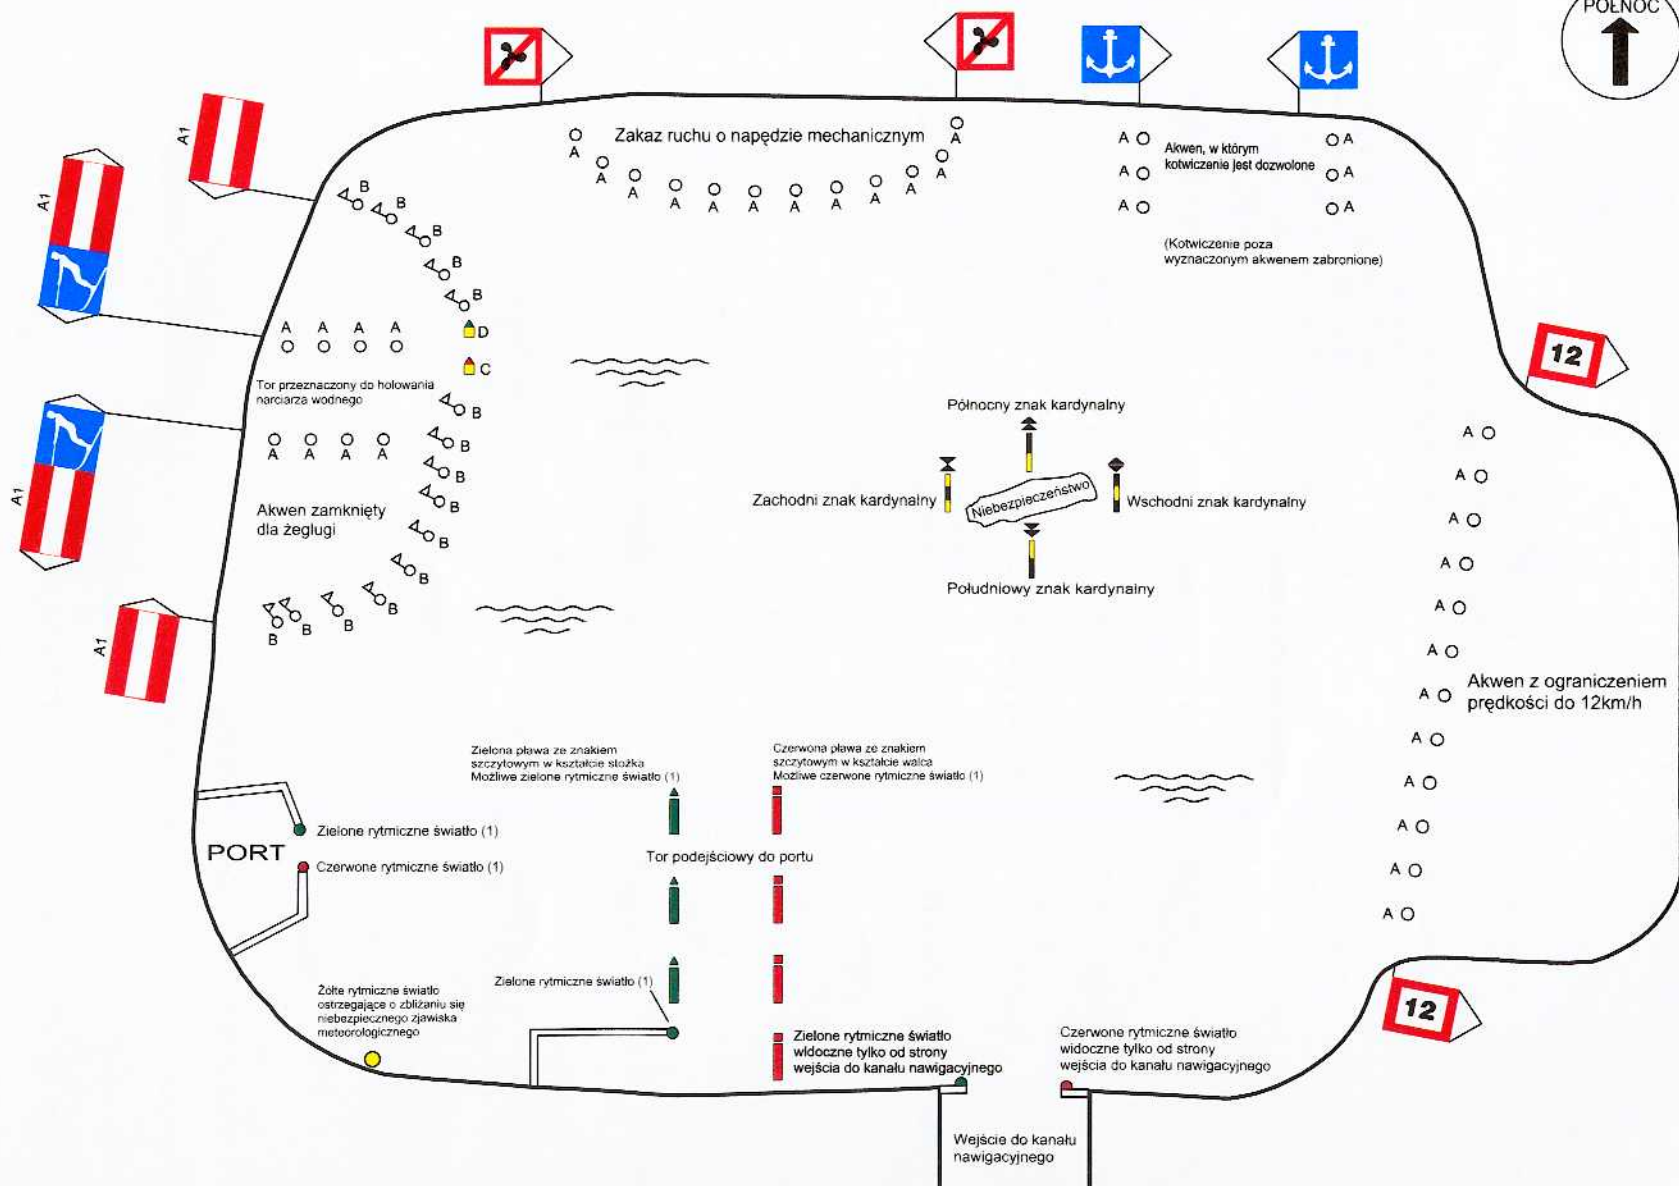 PÓŁNOC
A1
A1
Zakaz ruchu o napędzie mechanicznym
A A A A A A A A A A A
A A
A A
A A
Akwen, w którym
kotwiczenie jest dozwolone
(Kotwiczenie poza
wyznaczonym akwenem zabronione)
B
B
B
B
B
D
C
A A A A
Tor przeznaczony do holowania
narciarza wodnego
A A A A
A1
B
B
B
B
B
B
B
B
B
B
B
Akwen zamknięty
dla żeglugi
A1
12
Północny znak kardynalny
Zachodni znak kardynalny
Niebezpieczeństwo
Wschodni znak kardynalny
Południowy znak kardynalny
A
A
A
A
A
A
A
A
A
A
A
A
Akwen z ograniczeniem
prędkości do 12km/h
Zielona pława ze znakiem
szczytowym w kształcie stożka
Możliwe zielone rytmiczne światło (1)
Czerwona pława ze znakiem
szczytowym w kształcie walca
Możliwe czerwone rytmiczne światło (1)
Zielone rytmiczne światło (1)
PORT
Czerwone rytmiczne światło (1)
Tor podejściowy do portu
Żółte rytmiczne światło
ostrzegające o zbliżaniu się
niebezpiecznego zjawiska
meteorologicznego
Zielone rytmiczne światło (1)
Zielone rytmiczne światło
widoczne tylko od strony
wejścia do kanału nawigacyjnego
Czerwone rytmiczne światło
widoczne tylko od strony
wejścia do kanału nawigacyjnego
12
Wejście do kanału
nawigacyjnego